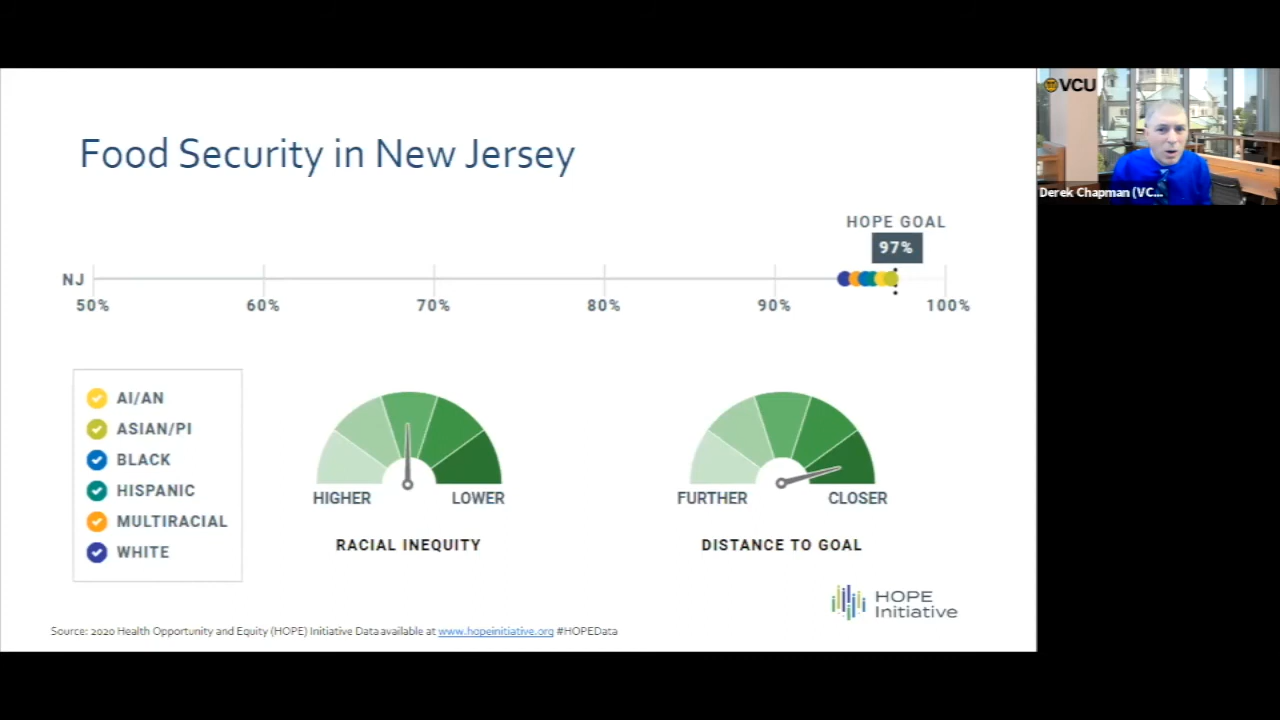 Food Security in New Jersey
HOPE GOAL
97%
NJ
50%
60%
70%
80%
90%
100%
AI/AN
ASIAN/PI
BLACK
HISPANIC
MULTIRACIAL
WHITE
HIGHER
LOWER
RACIAL INEQUITY
FURTHER
CLOSER
DISTANCE TO GOAL
HOPE
Initiative
Source: 2020 Health Opportunity and Equity (HOPE) Initiative Data available at www.hopeinitiative.org #HOPEData
VCU
Derek Chapman (VC...